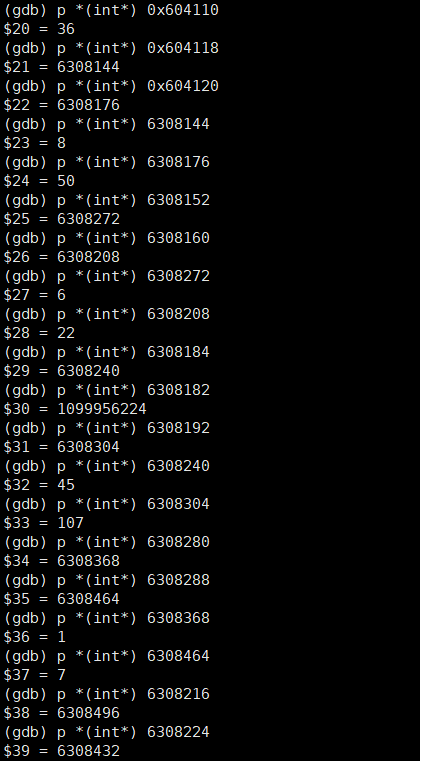 (gdb) p *(int*) 0x604110
$20 = 36
(gdb) p *(int*) 0x604118
$21 = 6308144
(gdb) p *(int*) 0x604120
$22 = 6308176
(gdb) p *(int*) 6308144
$23 = 8
(gdb) p *(int*) 6308176
$24 = 50
(gdb) p *(int*) 6308152
$25 = 6308272
(gdb) p *(int*) 6308160
$26 = 6308208
(gdb) p *(int*) 6308272
$27 = 6
(gdb) p *(int*) 6308208
$28 = 22
(gdb) p *(int*) 6308184
$29 = 6308240
(gdb) p *(int*) 6308182
$30 = 1099956224
(gdb) p *(int*) 6308192
$31 = 6308304
(gdb) p *(int*) 6308240
$32 = 45
(gdb) p *(int*) 6308304
$33 = 107
(gdb) p *(int*) 6308280
$34 = 6308368
(gdb) p *(int*) 6308288
$35 = 6308464
(gdb) p *(int*) 6308368
$36 = 1
(gdb) p *(int*) 6308464
$37 = 7
(gdb) p *(int*) 6308216
$38 = 6308496
(gdb) p *(int*) 6308224
$39 = 6308432